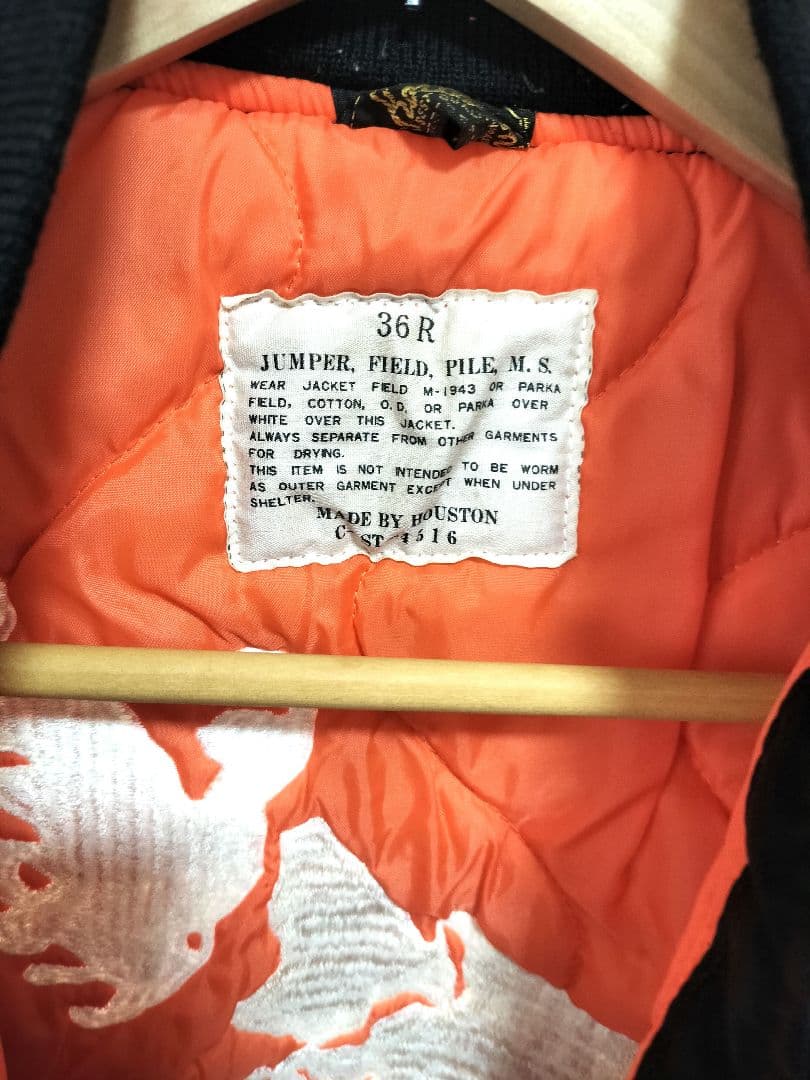 36R
JUMPER, FIELD, PILE, M. S.
WEAR JACKET FIELD M-1943 OR PARKA
FIELD, COTTON, O.D. OR PARKA OVER
WHITE OVER THIS JACKET.
ALWAYS SEPARATE FROM OTHER GARMENTS
FOR DRYING.
THIS ITEM IS NOT INTENDED TO BE WORM
AS OUTER GARMENT EXCEPT WHEN UNDER
SHELTER.
MADE BY HOUSTON
4516